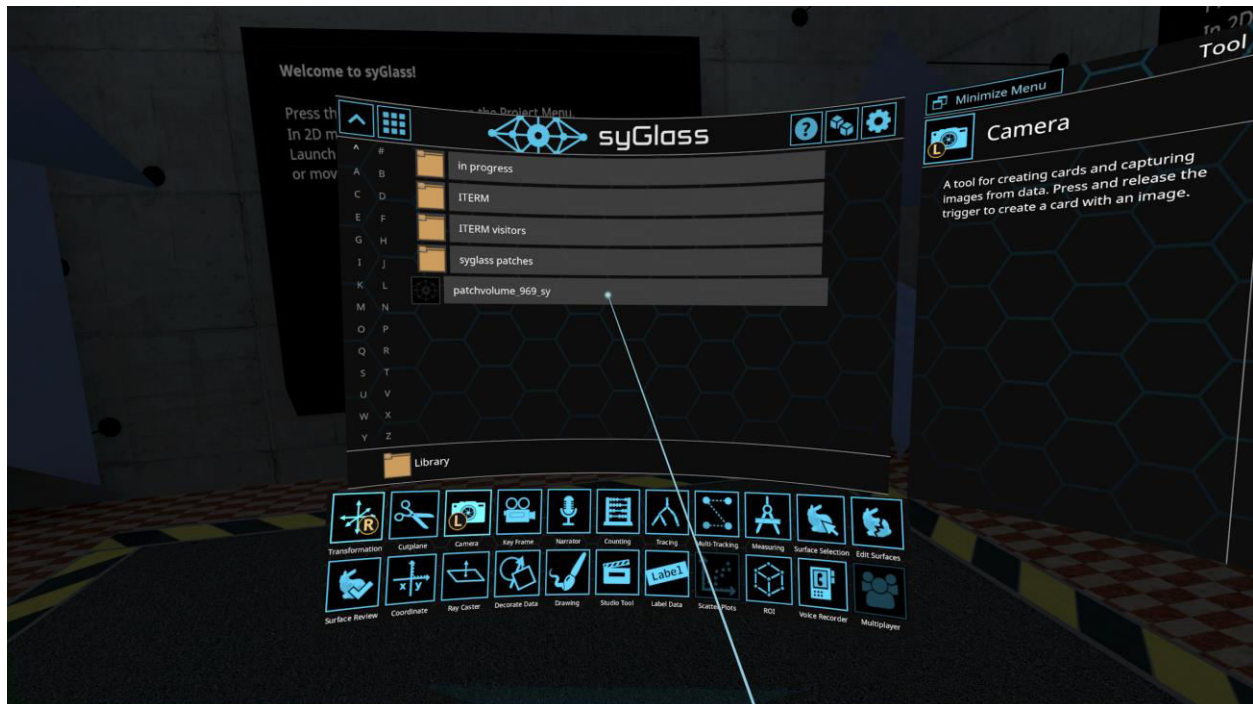 Welcome to syGlass!
Press th
the Project Menu.
In 2D m
Launch
or mov
syGlass
?
^ #
A B
C D
E F
G H
I J
K L
M N
O P
Q R
S T
U V
W X
Y Z
in progress
ITERM
ITERM visitors
syglass patches
patchvolume_969_sy
Library
R
L
Label
x y
Transformation Cutplane Camera Key Frame Narrator Counting Tracing Multi-Tracking Measuring Surface Selection Edit Surfaces
Surface Review Coordinate Ray Caster Decorate Data Drawing Studio Tool Label Data Scatter Plots ROI Voice Recorder Multiplayer
In 2D
Tool
Minimize Menu
L
Camera
A tool for creating cards and capturing
images from data. Press and release the
trigger to create a card with an image.